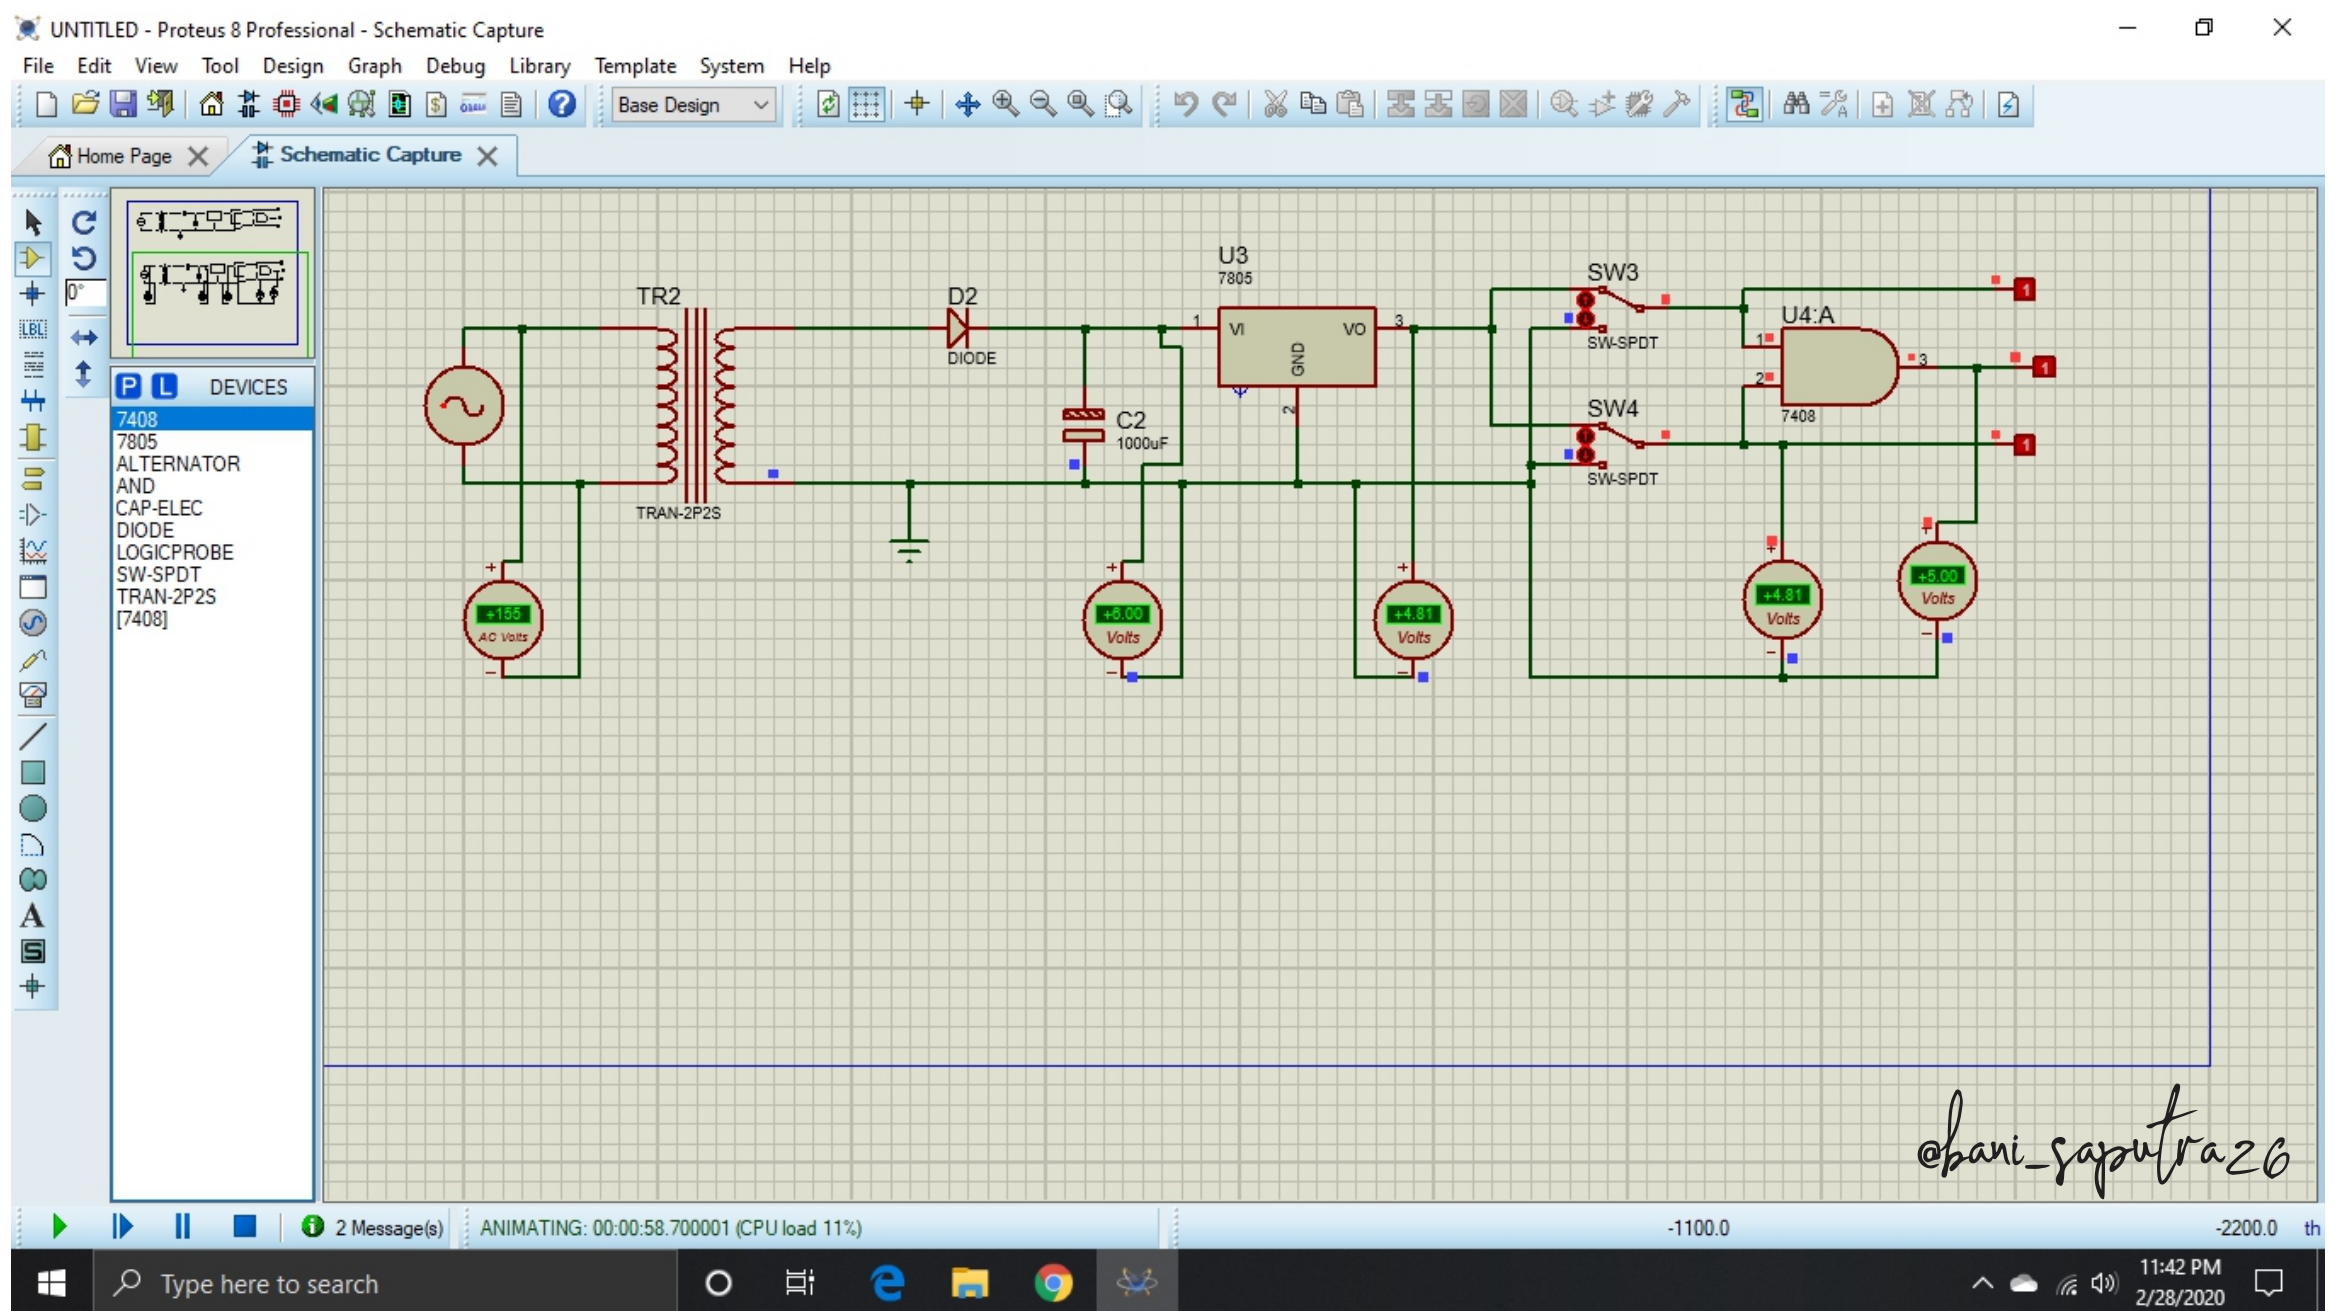 UNTITLED - Proteus 8 Professional - Schematic Capture
File Edit View Tool Design Graph Debug Library Template System Help
Base Design
Home Page
Schematic Capture
0°
LBL
P L DEVICES
7408
7805
ALTERNATOR
AND
CAP-ELEC
DIODE
LOGICPROBE
SW-SPDT
TRAN-2P2S
[7408]
TR2
TRAN-2P2S
+
+155
AC Volts
−
D2
DIODE
C2
1000uF
+
+6.00
Volts
−
U3
7805
1 VI VO 3
GND
2
+
+4.81
Volts
−
SW3
SW-SPDT
SW4
SW-SPDT
U4:A
1
2
3
7408
1
1
1
+
+4.81
Volts
−
+
+5.00
Volts
−
@bani_saputra26
2 Message(s)
ANIMATING: 00:00:58.700001 (CPU load 11%)
-1100.0
-2200.0
th
Type here to search
11:42 PM
2/28/2020